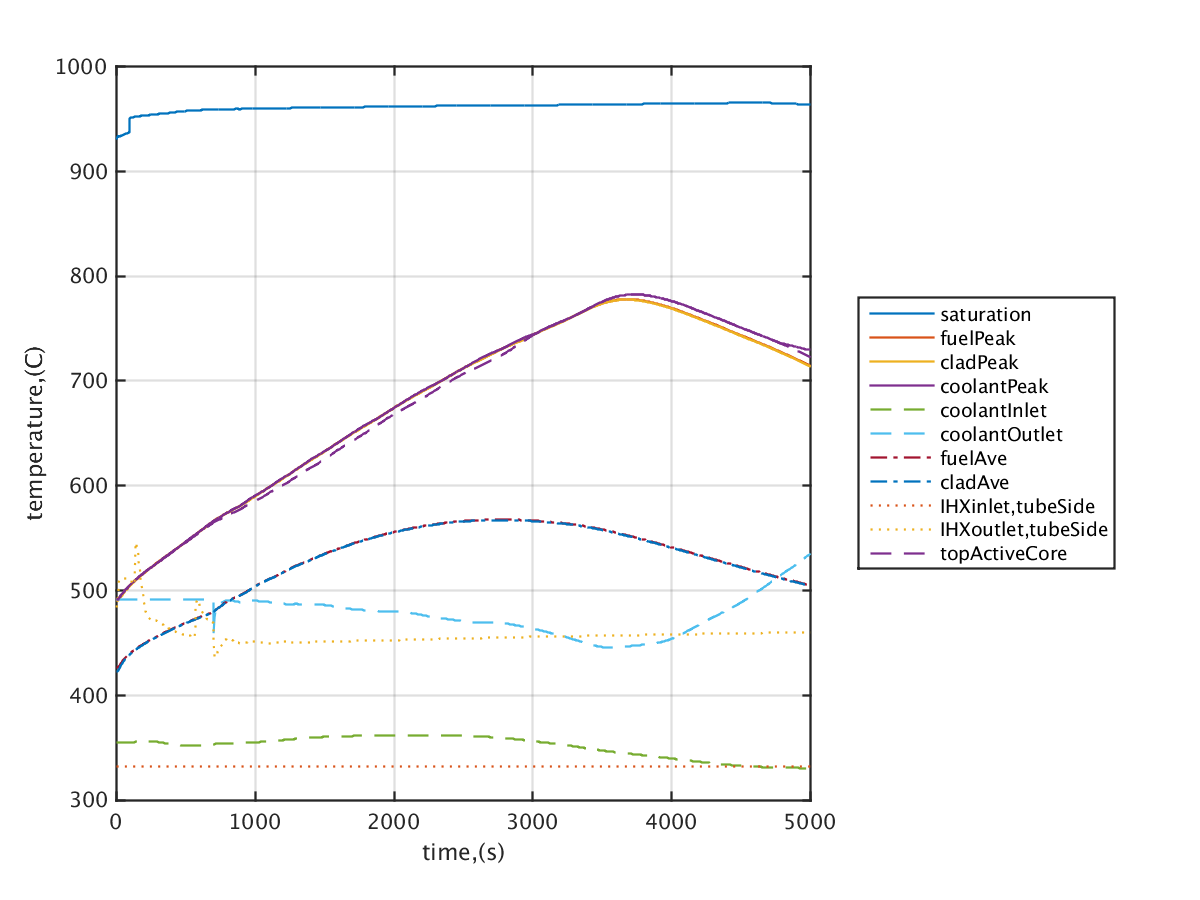 1000
900
800
700
600
500
400
300
temperature,(C)
0 1000 2000 3000 4000 5000
time,(s)
saturation
fuelPeak
cladPeak
coolantPeak
coolantInlet
coolantOutlet
fuelAve
cladAve
IHXinlet,tubeSide
IHXoutlet,tubeSide
topActiveCore